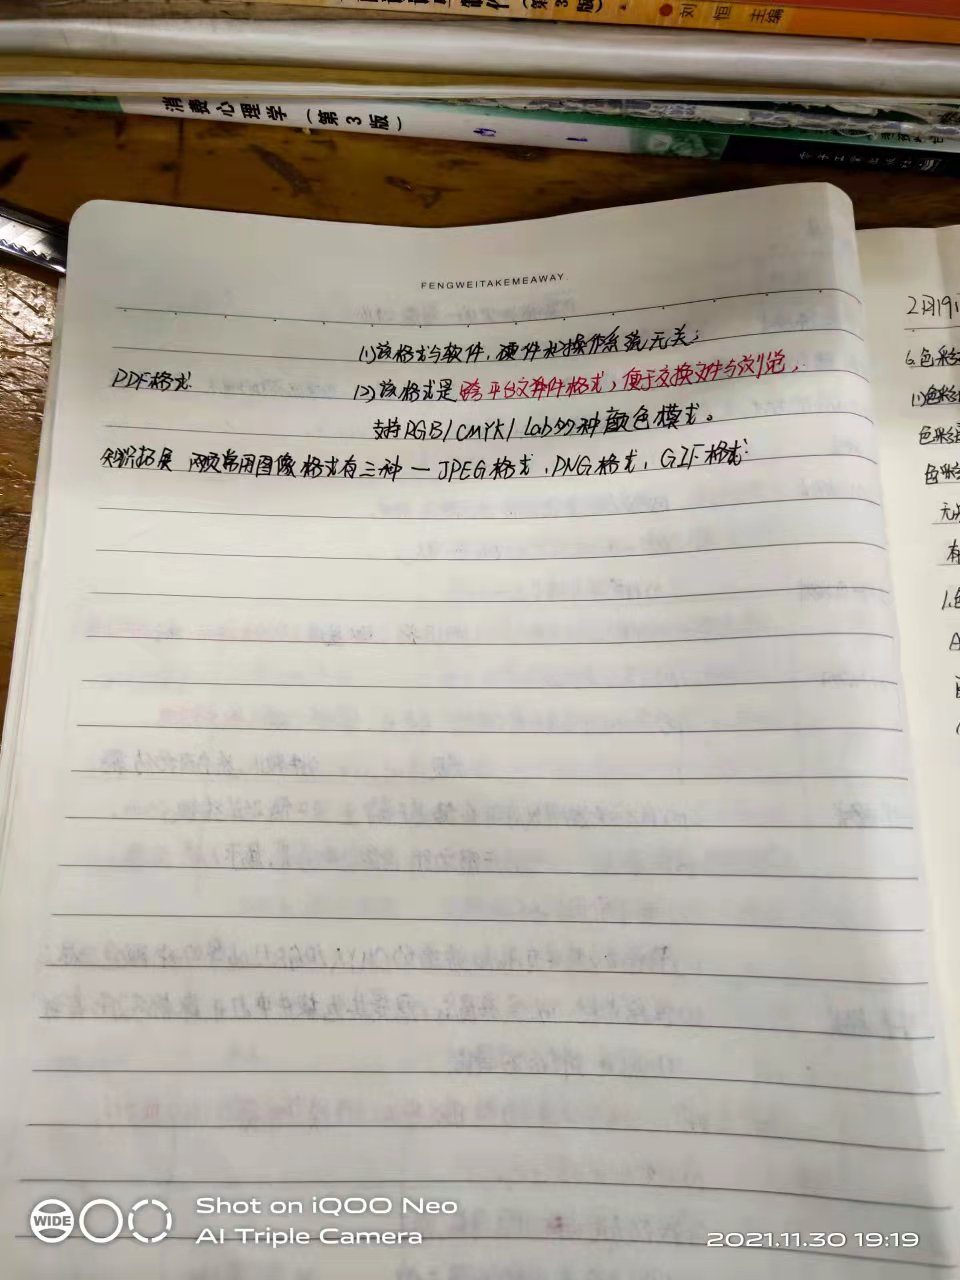 (第3版)
刘恒 主编
消费心理学(第3版)
FENGWEITAKEMEAWAY
(1)该格式与软件,硬件和操作系统无关;
PDF格式.
(2)该格式是跨平台文件格式,便于交换文件与浏览,
支持RGB/CMYK/Lab多种颜色模式。
知识拓展 网页常用图像格式有三种—JPEG格式,PNG格式,GIF格式.
2月19日
6.色彩
(1)色彩
色彩
色彩
WIDE
Shot on iQOO Neo
AI Triple Camera
2021.11.30 19:19